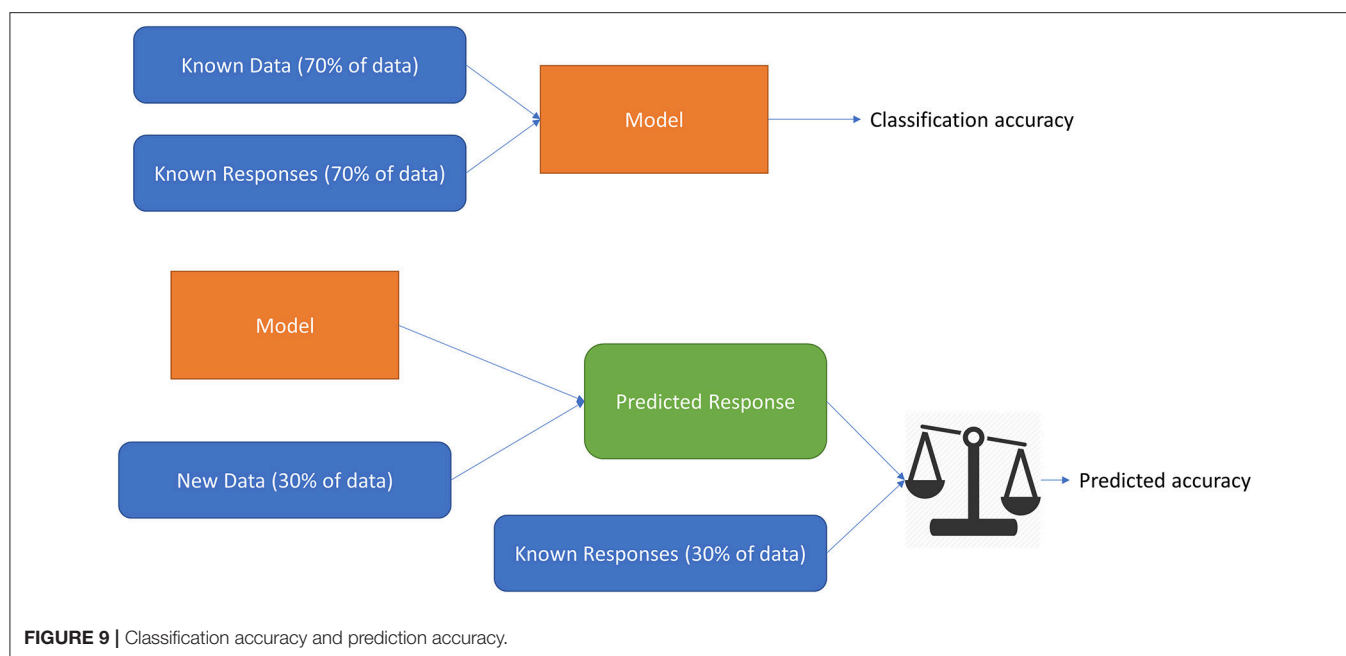 Known Data (70% of data)
Known Responses (70% of data)
Model
Classification accuracy
Model
New Data (30% of data)
Predicted Response
Known Responses (30% of data)
Predicted accuracy
FIGURE 9 | Classification accuracy and prediction accuracy.